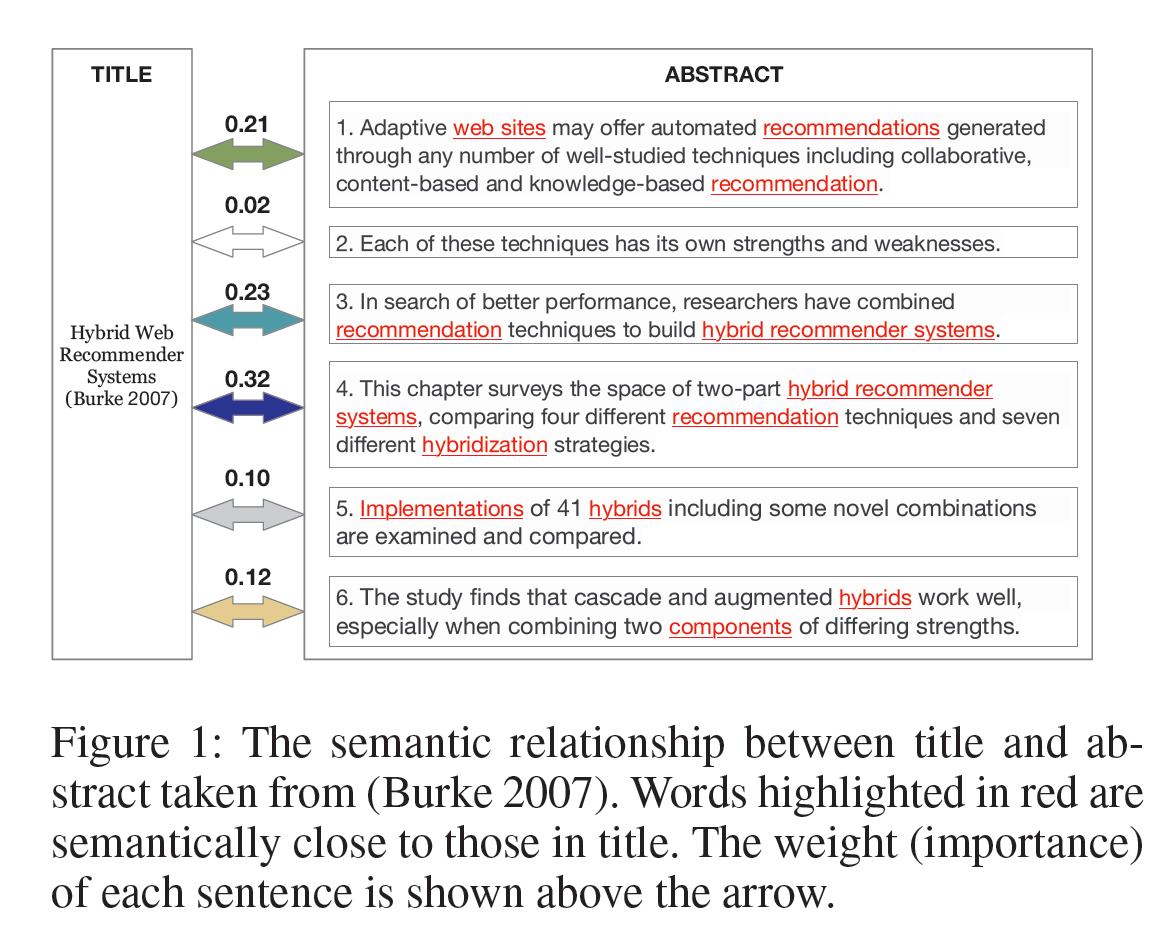 TITLE
ABSTRACT
0.21
1. Adaptive web sites may offer automated recommendations generated
through any number of well-studied techniques including collaborative,
content-based and knowledge-based recommendation.
0.02
2. Each of these techniques has its own strengths and weaknesses.
0.23
3. In search of better performance, researchers have combined
recommendation techniques to build hybrid recommender systems.
Hybrid Web
Recommender
Systems
(Burke 2007)
0.32
4. This chapter surveys the space of two-part hybrid recommender
systems, comparing four different recommendation techniques and seven
different hybridization strategies.
0.10
5. Implementations of 41 hybrids including some novel combinations
are examined and compared.
0.12
6. The study finds that cascade and augmented hybrids work well,
especially when combining two components of differing strengths.
Figure 1: The semantic relationship between title and ab-
stract taken from (Burke 2007). Words highlighted in red are
semantically close to those in title. The weight (importance)
of each sentence is shown above the arrow.